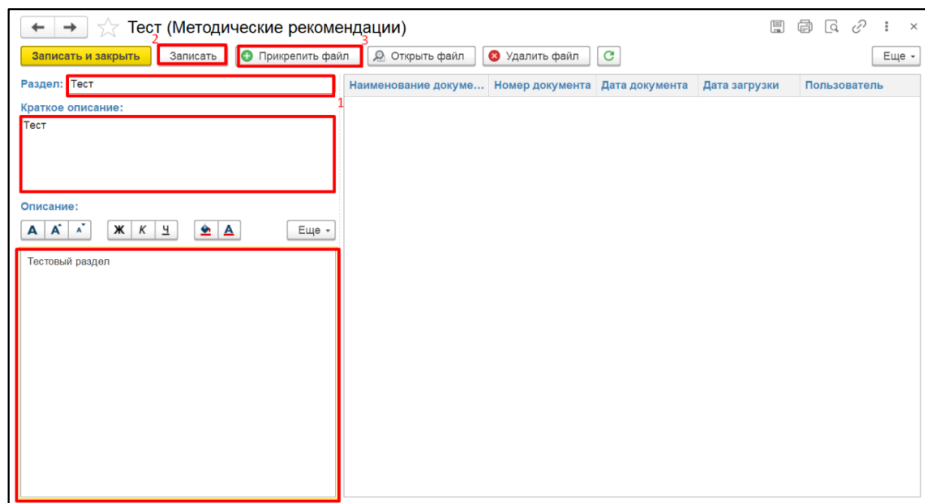 Тест (Методические рекомендации)
2
3
Записать и закрыть Записать Прикрепить файл Открыть файл Удалить файл Еще
Раздел: Тест
Наименование докуме... Номер документа Дата документа Дата загрузки Пользователь
1
Краткое описание:
Тест
Описание:
А А А Ж К Ч А Еще
Тестовый раздел